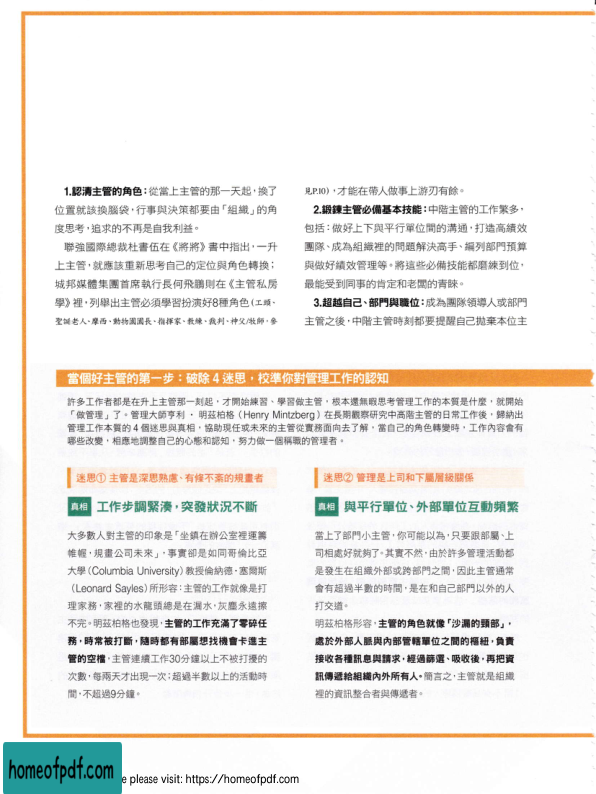 1.認清主管的角色：從當上主管的那一天起，換了
位置就該換腦袋，行事與決策都要由「組織」的角
度思考，追求的不再是自我利益。
聯強國際總裁杜書伍在《將將》書中指出，一升
上主管，就應該重新思考自己的定位與角色轉換；
城邦媒體集團首席執行長何飛鵬則在《主管私房
學》裡，列舉出主管必須學習扮演好8種角色（工頭、
聖誕老人、摩西、動物園園長、指揮家、教練、裁判、神父/牧師，參
見P.10），才能在帶人做事上游刃有餘。
2.鍛鍊主管必備基本技能：中階主管的工作繁多，
包括：做好上下與平行單位間的溝通，打造高績效
團隊、成為組織裡的問題解決高手、編列部門預算
與做好績效管理等。將這些必備技能都磨練到位，
最能受到同事的肯定和老闆的青睞。
3.超越自己、部門與職位：成為團隊領導人或部門
主管之後，中階主管時刻都要提醒自己拋棄本位主
當個好主管的第一步：破除4迷思，校準你對管理工作的認知
許多工作者都是在升上主管那一刻起，才開始練習、學習做主管，根本還無暇思考管理工作的本質是什麼，就開始
「做管理」了。管理大師亨利‧明茲柏格（Henry Mintzberg）在長期觀察研究中高階主管的日常工作後，歸納出
管理工作本質的4個迷思與真相，協助現任或未來的主管從實務面向去了解，當自己的角色轉變時，工作內容會有
哪些改變，相應地調整自己的心態和認知，努力做一個稱職的管理者。
迷思① 主管是深思熟慮、有條不紊的規畫者
真相 工作步調緊湊，突發狀況不斷
大多數人對主管的印象是「坐鎮在辦公室裡運籌
帷幄，規畫公司未來」，事實卻是如同哥倫比亞
大學（Columbia University）教授倫納德‧塞爾斯
（Leonard Sayles）所形容：主管的工作就像是打
理家務，家裡的水龍頭總是在漏水，灰塵永遠擦
不完。明茲柏格也發現，主管的工作充滿了零碎任
務，時常被打斷，隨時都有部屬想找機會卡進主
管的空檔，主管連續工作30分鐘以上不被打擾的
次數，每兩天才出現一次；超過半數以上的活動時
間，不超過9分鐘。
迷思② 管理是上司和下屬層級關係
真相 與平行單位、外部單位互動頻繁
當上了部門小主管，你可能以為，只要跟部屬、上
司相處好就夠了。其實不然，由於許多管理活動都
是發生在組織外部或跨部門之間，因此主管通常
會有超過半數的時間，是在和自己部門以外的人
打交道。
明茲柏格形容，主管的角色就像「沙漏的頸部」，
處於外部人脈與內部管轄單位之間的樞紐，負責
接收各種訊息與請求，經過篩選、吸收後，再把資
訊傳遞給組織內外所有人。簡言之，主管就是組織
裡的資訊整合者與傳遞者。
homeofpdf.com
e please visit: https://homeofpdf.com